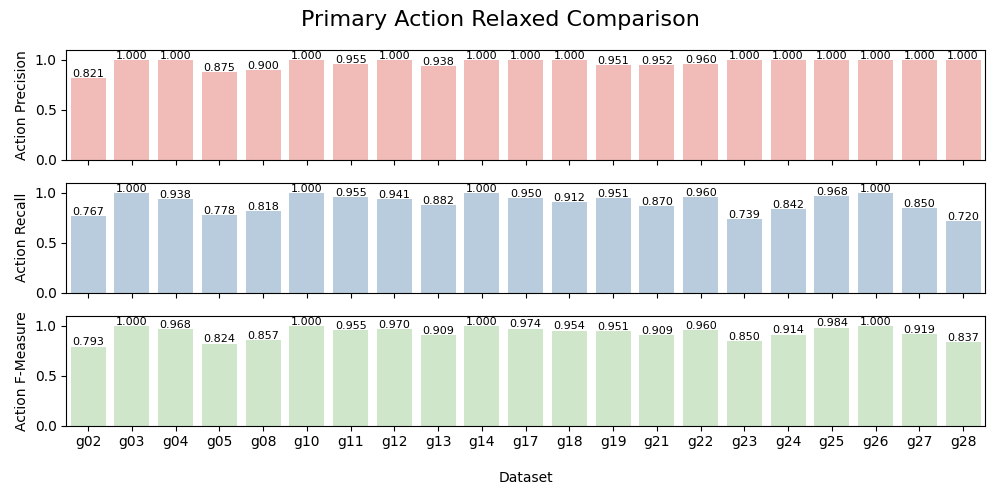 Primary Action Relaxed Comparison
Action Precision
1.0
0.5
0.0
0.821 1.000 1.000 0.875 0.900 1.000 0.955 1.000 0.938 1.000 1.000 1.000 0.951 0.952 0.960 1.000 1.000 1.000 1.000 1.000 1.000
Action Recall
1.0
0.5
0.0
0.767 1.000 0.938 0.778 0.818 1.000 0.955 0.941 0.882 1.000 0.950 0.912 0.951 0.870 0.960 0.739 0.842 0.968 1.000 0.850 0.720
Action F-Measure
1.0
0.5
0.0
0.793 1.000 0.968 0.824 0.857 1.000 0.955 0.970 0.909 1.000 0.974 0.954 0.951 0.909 0.960 0.850 0.914 0.984 1.000 0.919 0.837
g02 g03 g04 g05 g08 g10 g11 g12 g13 g14 g17 g18 g19 g21 g22 g23 g24 g25 g26 g27 g28
Dataset